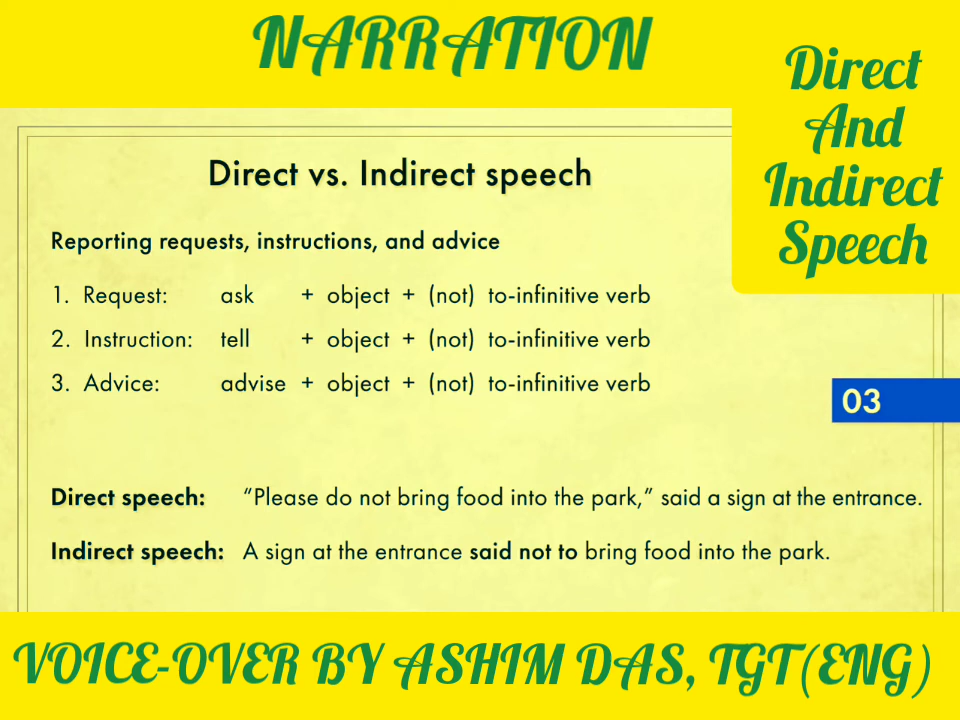 NARRATION
Direct
And
Indirect
Speech
Direct vs. Indirect speech
Reporting requests, instructions, and advice
1. Request: ask + object + (not) to-infinitive verb
2. Instruction: tell + object + (not) to-infinitive verb
3. Advice: advise + object + (not) to-infinitive verb
03
Direct speech: “Please do not bring food into the park,” said a sign at the entrance.
Indirect speech: A sign at the entrance said not to bring food into the park.
VOICE-OVER BY ASHIM DAS, TGT(ENG)